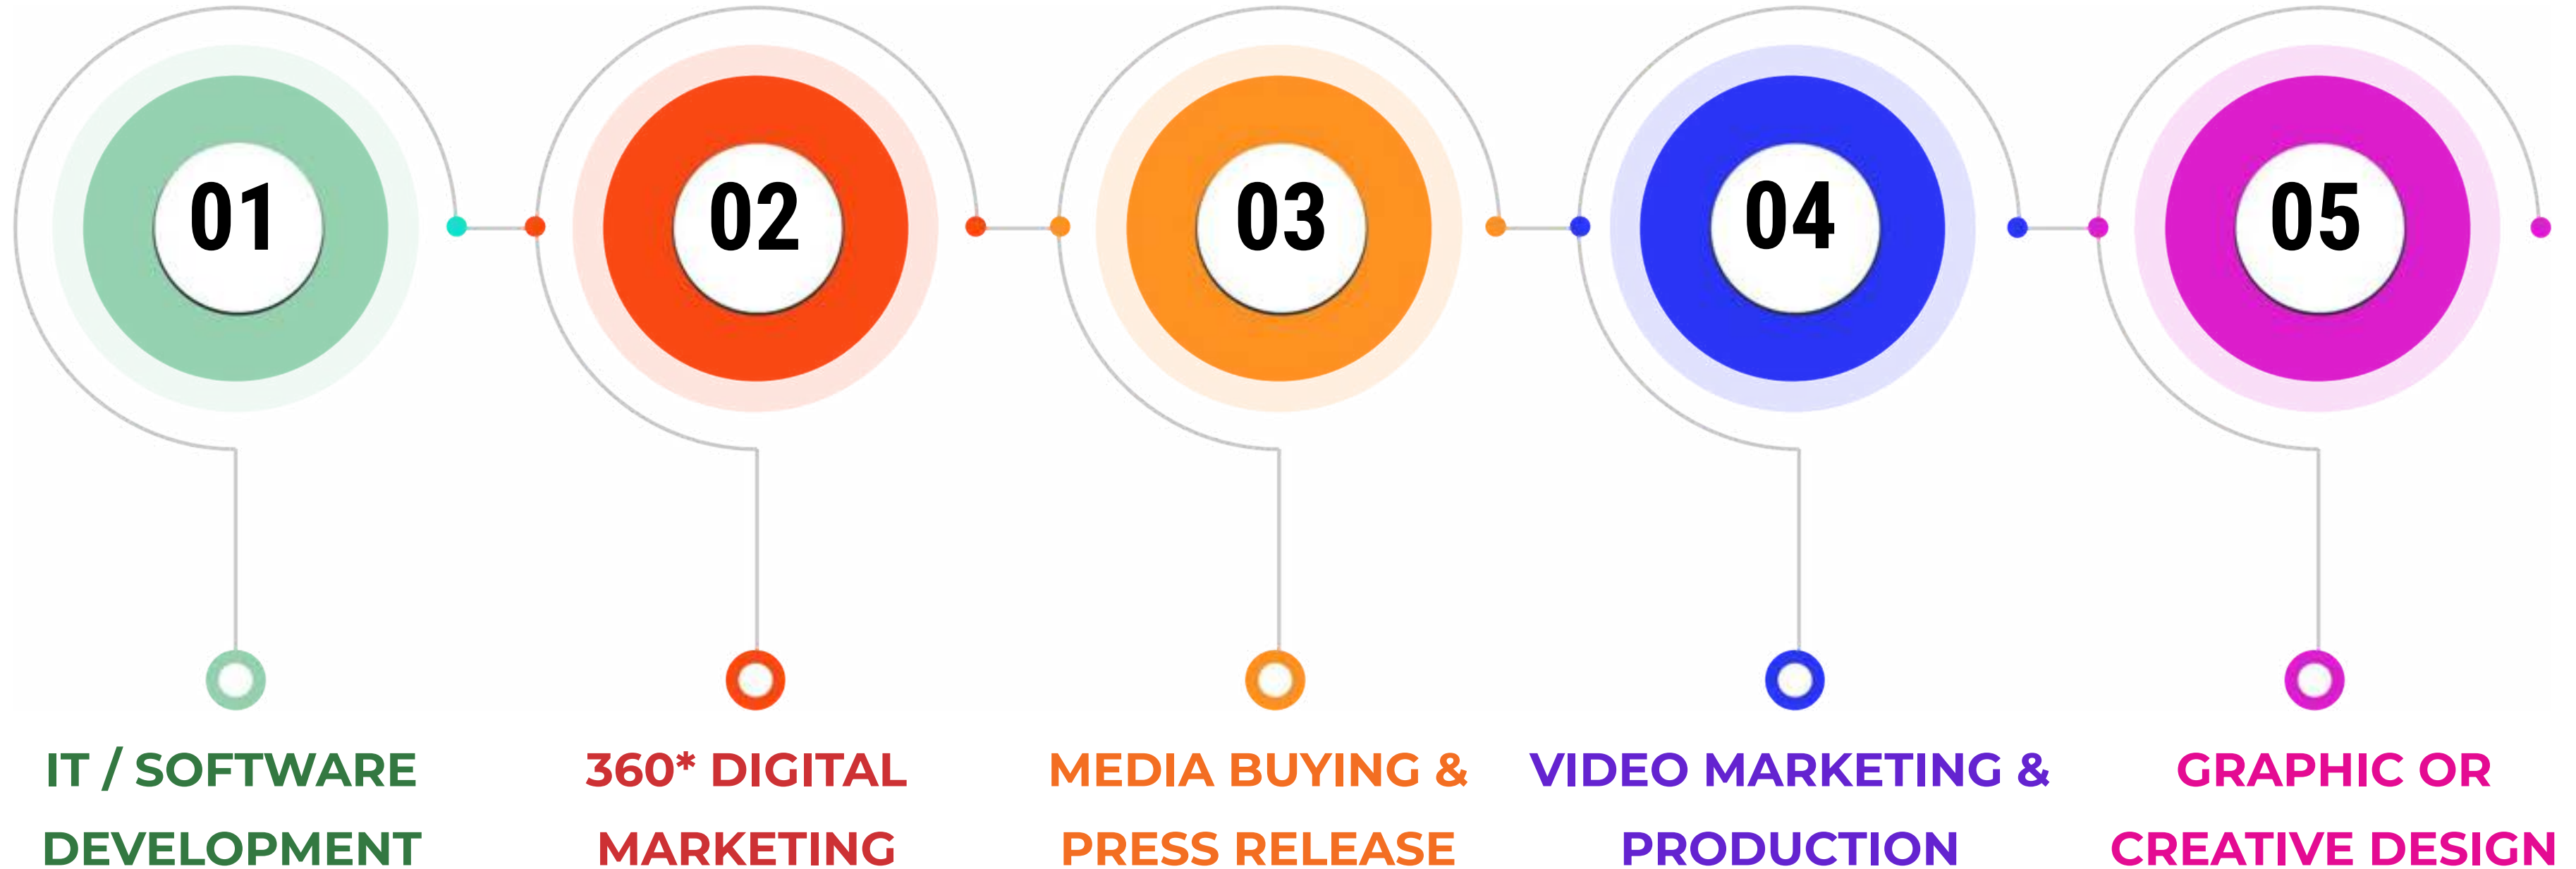 01
02
03
04
05
IT / SOFTWARE
DEVELOPMENT
360* DIGITAL
MARKETING
MEDIA BUYING &
PRESS RELEASE
VIDEO MARKETING &
PRODUCTION
GRAPHIC OR
CREATIVE DESIGN